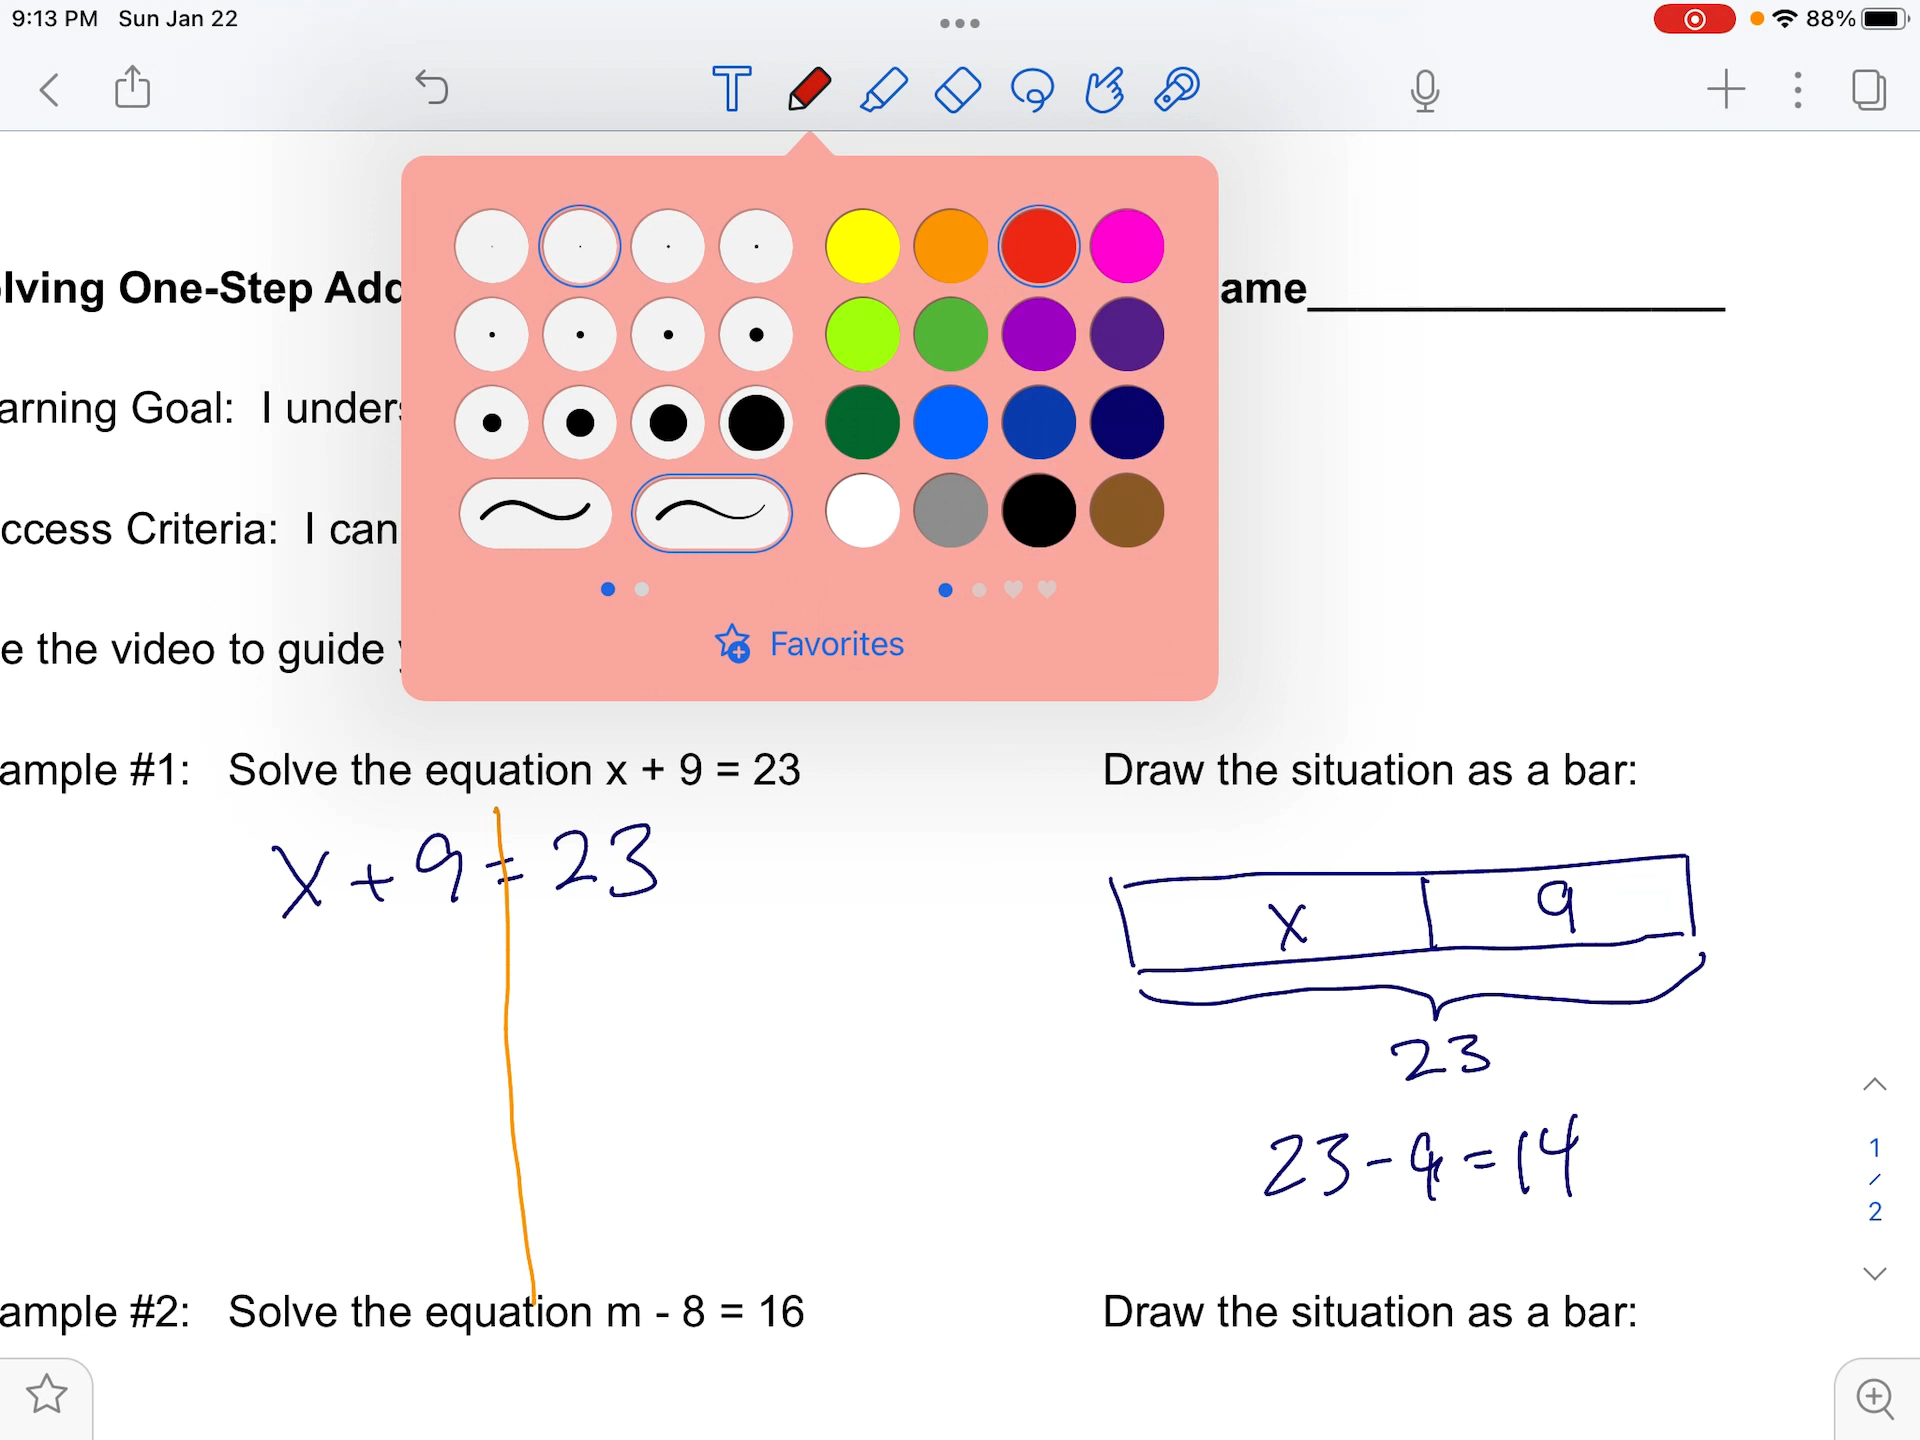 9:13 PM Sun Jan 22
88%
T
lving One-Step Add
ame_________________
arning Goal: I unders
ccess Criteria: I can
e the video to guide
Favorites
ample #1: Solve the equation x + 9 = 23
Draw the situation as a bar:
x + 9 = 23
x 9
23
23 - 9 = 14
1
/
2
ample #2: Solve the equation m - 8 = 16
Draw the situation as a bar: